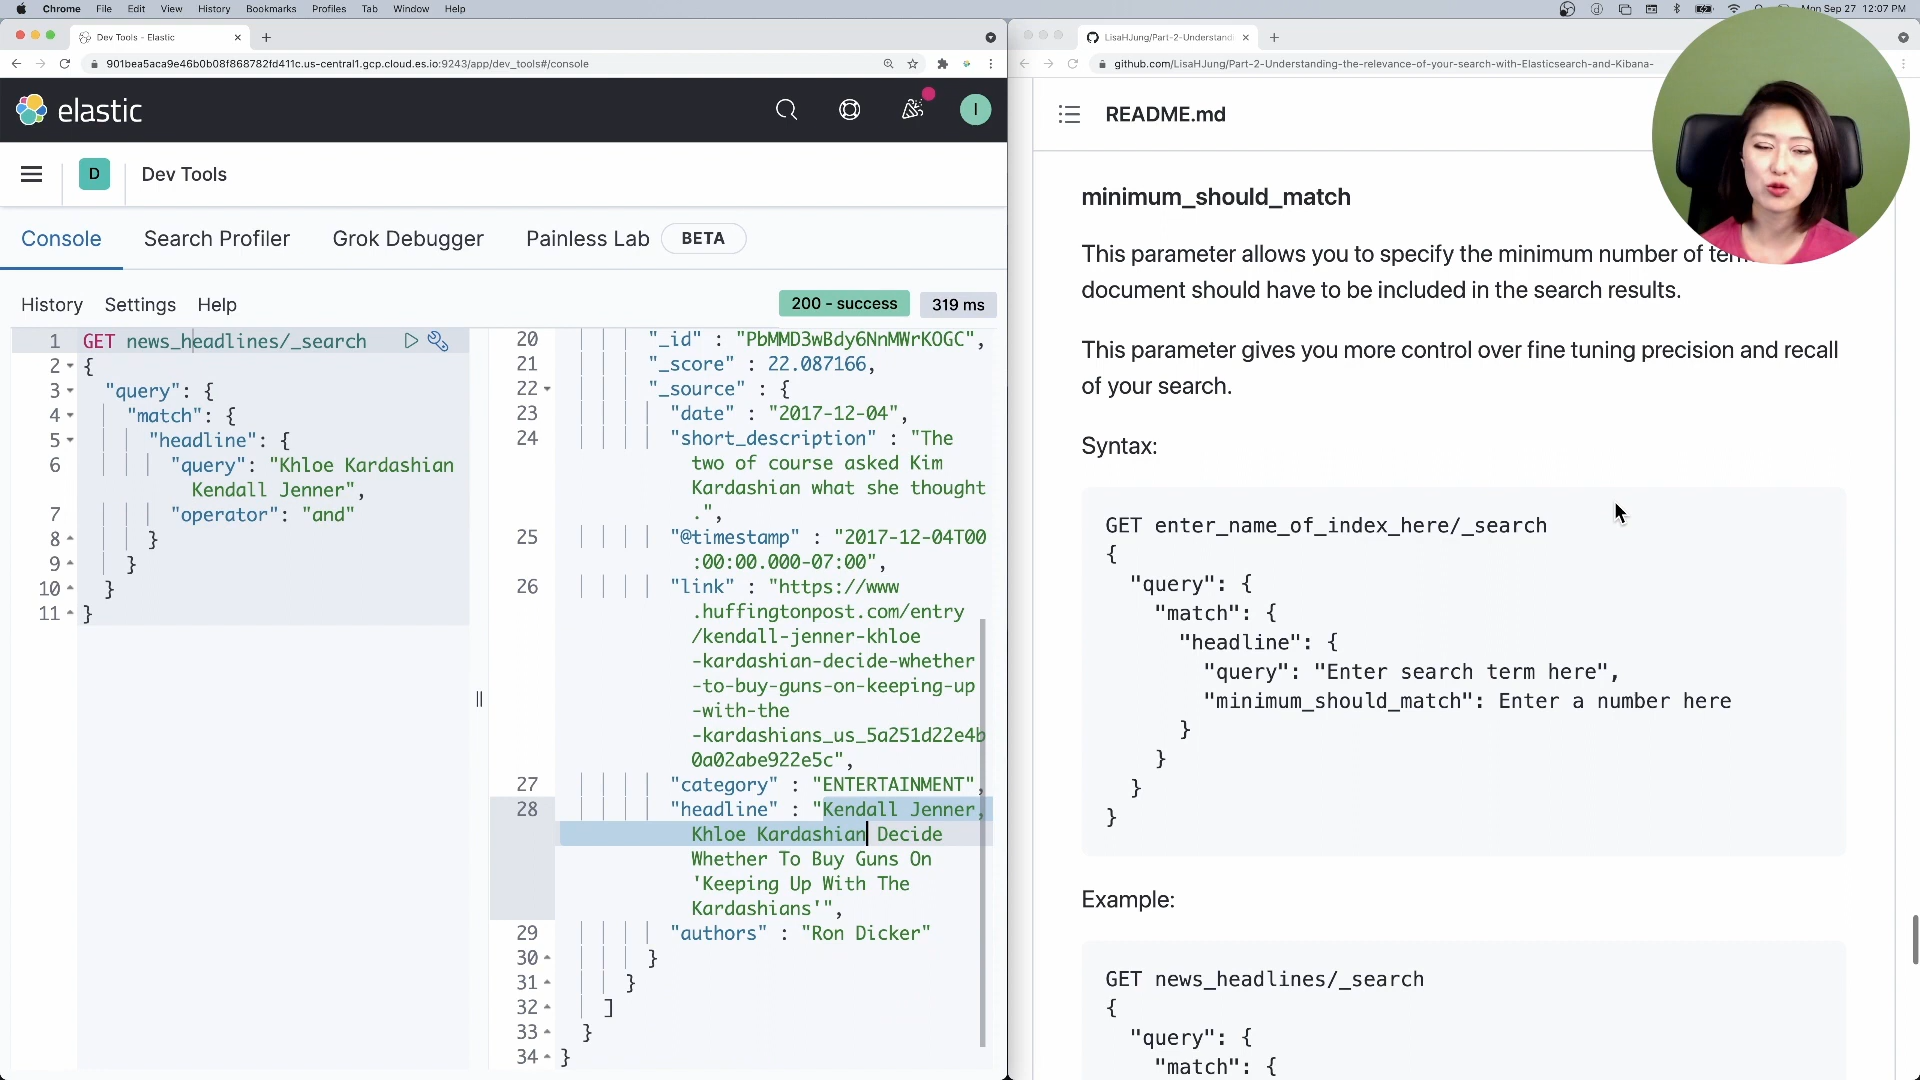 Chrome File Edit View History Bookmarks Profiles Tab Window Help
Mon Sep 27 12:07 PM
Dev Tools - Elastic
901bea5aca9e46b0b08f868782fd411c.us-central1.gcp.cloud.es.io:9243/app/dev_tools#/console
elastic
I
D
Dev Tools
Console Search Profiler Grok Debugger Painless Lab BETA
History Settings Help
200 - success 319 ms
1 GET news_headlines/_search
2 {
3 "query": {
4 "match": {
5 "headline": {
6 "query": "Khloe Kardashian
Kendall Jenner",
7 "operator": "and"
8 }
9 }
10 }
11 }
20 "_id" : "PbMMD3wBdy6NnMWrKOGC",
21 "_score" : 22.087166,
22 "_source" : {
23 "date" : "2017-12-04",
24 "short_description" : "The
two of course asked Kim
Kardashian what she thought
.",
25 "@timestamp" : "2017-12-04T00
:00:00.000-07:00",
26 "link" : "https://www
.huffingtonpost.com/entry
/kendall-jenner-khloe
-kardashian-decide-whether
-to-buy-guns-on-keeping-up
-with-the
-kardashians_us_5a251d22e4b
0a02abe922e5c",
27 "category" : "ENTERTAINMENT",
28 "headline" : "Kendall Jenner,
Khloe Kardashian Decide
Whether To Buy Guns On
'Keeping Up With The
Kardashians'",
29 "authors" : "Ron Dicker"
30 }
31 }
32 ]
33 }
34 }
LisaHJung/Part-2-Understandi
github.com/LisaHJung/Part-2-Understanding-the-relevance-of-your-search-with-Elasticsearch-and-Kibana-
README.md
minimum_should_match
This parameter allows you to specify the minimum number of
document should have to be included in the search results.
This parameter gives you more control over fine tuning precision and recall
of your search.
Syntax:
GET enter_name_of_index_here/_search
{
"query": {
"match": {
"headline": {
"query": "Enter search term here",
"minimum_should_match": Enter a number here
}
}
}
}
Example:
GET news_headlines/_search
{
"query": {
"match": {